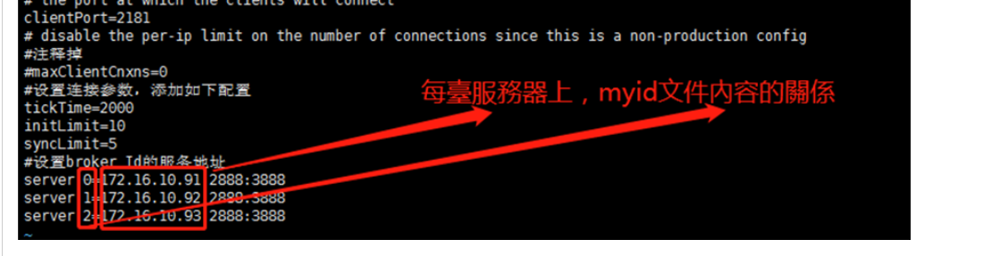 # the port at which the clients will connect
clientPort=2181
# disable the per-ip limit on the number of connections since this is a non-production config
#注释掉
#maxClientCnxns=0
#设置连接参数，添加如下配置
每臺服務器上，myid文件內容的關係
tickTime=2000
initLimit=10
syncLimit=5
#设置broker Id的服务地址
server.0=172.16.10.91:2888:3888
server.1=172.16.10.92:2888:3888
server.2=172.16.10.93:2888:3888
~